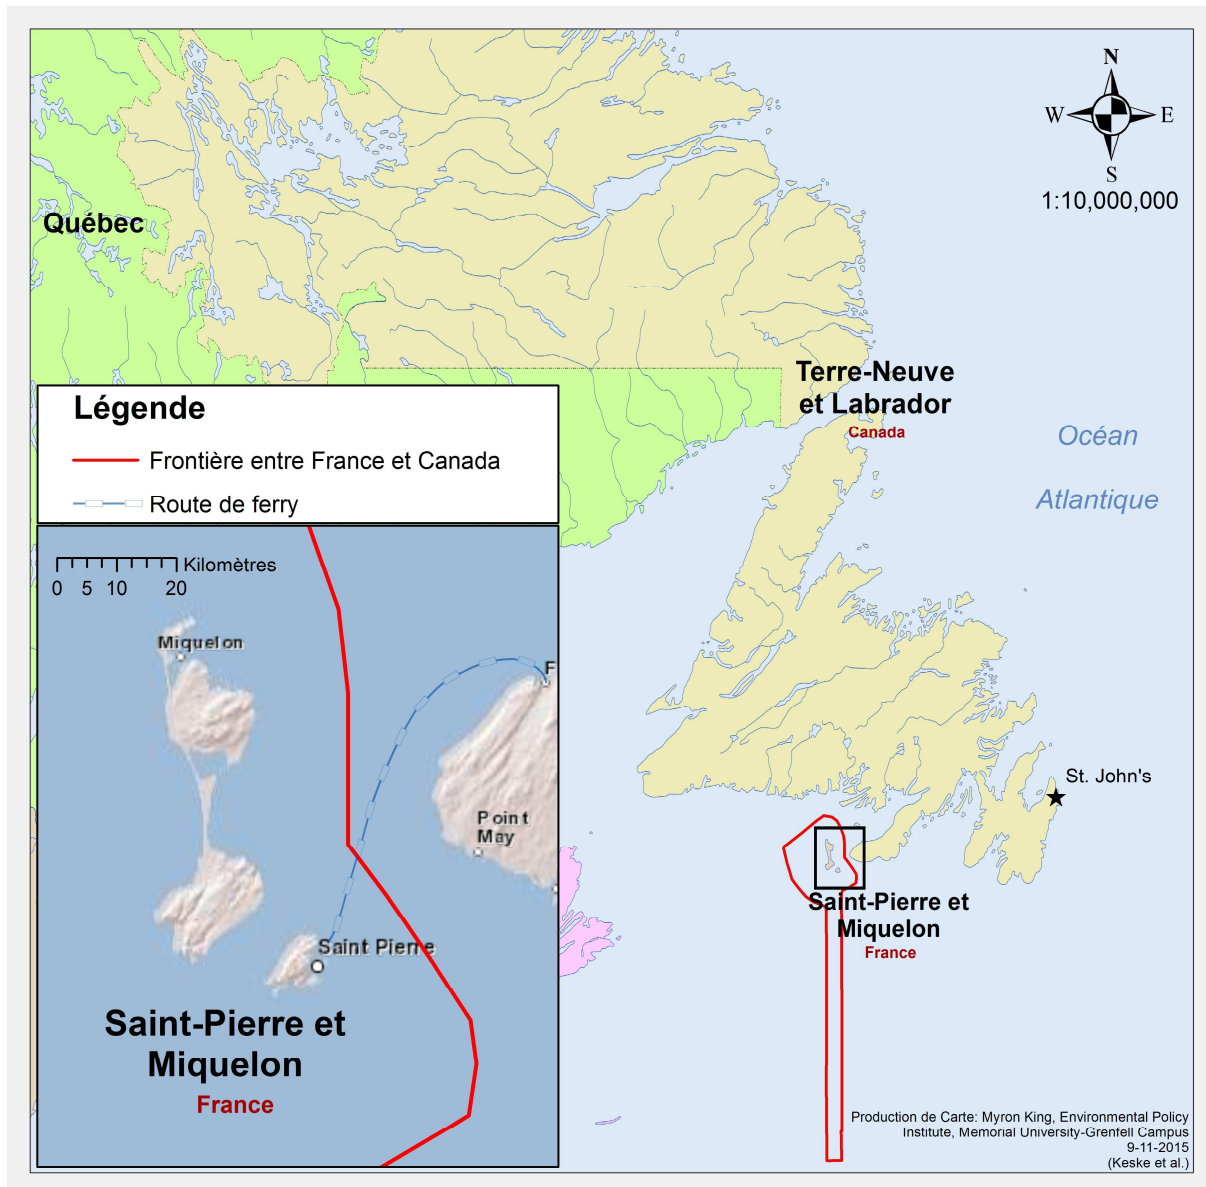 N
W E
S
1:10,000,000
Québec
Terre-Neuve
et Labrador
Canada
Océan
Atlantique
Légende
Frontière entre France et Canada
Route de ferry
Kilomètres
0 5 10 20
Miquelon
F
Point
May
Saint Pierre
Saint-Pierre et
Miquelon
France
St. John's
Saint-Pierre et
Miquelon
France
Production de Carte: Myron King, Environmental Policy
Institute, Memorial University-Grenfell Campus
9-11-2015
(Keske et al.)